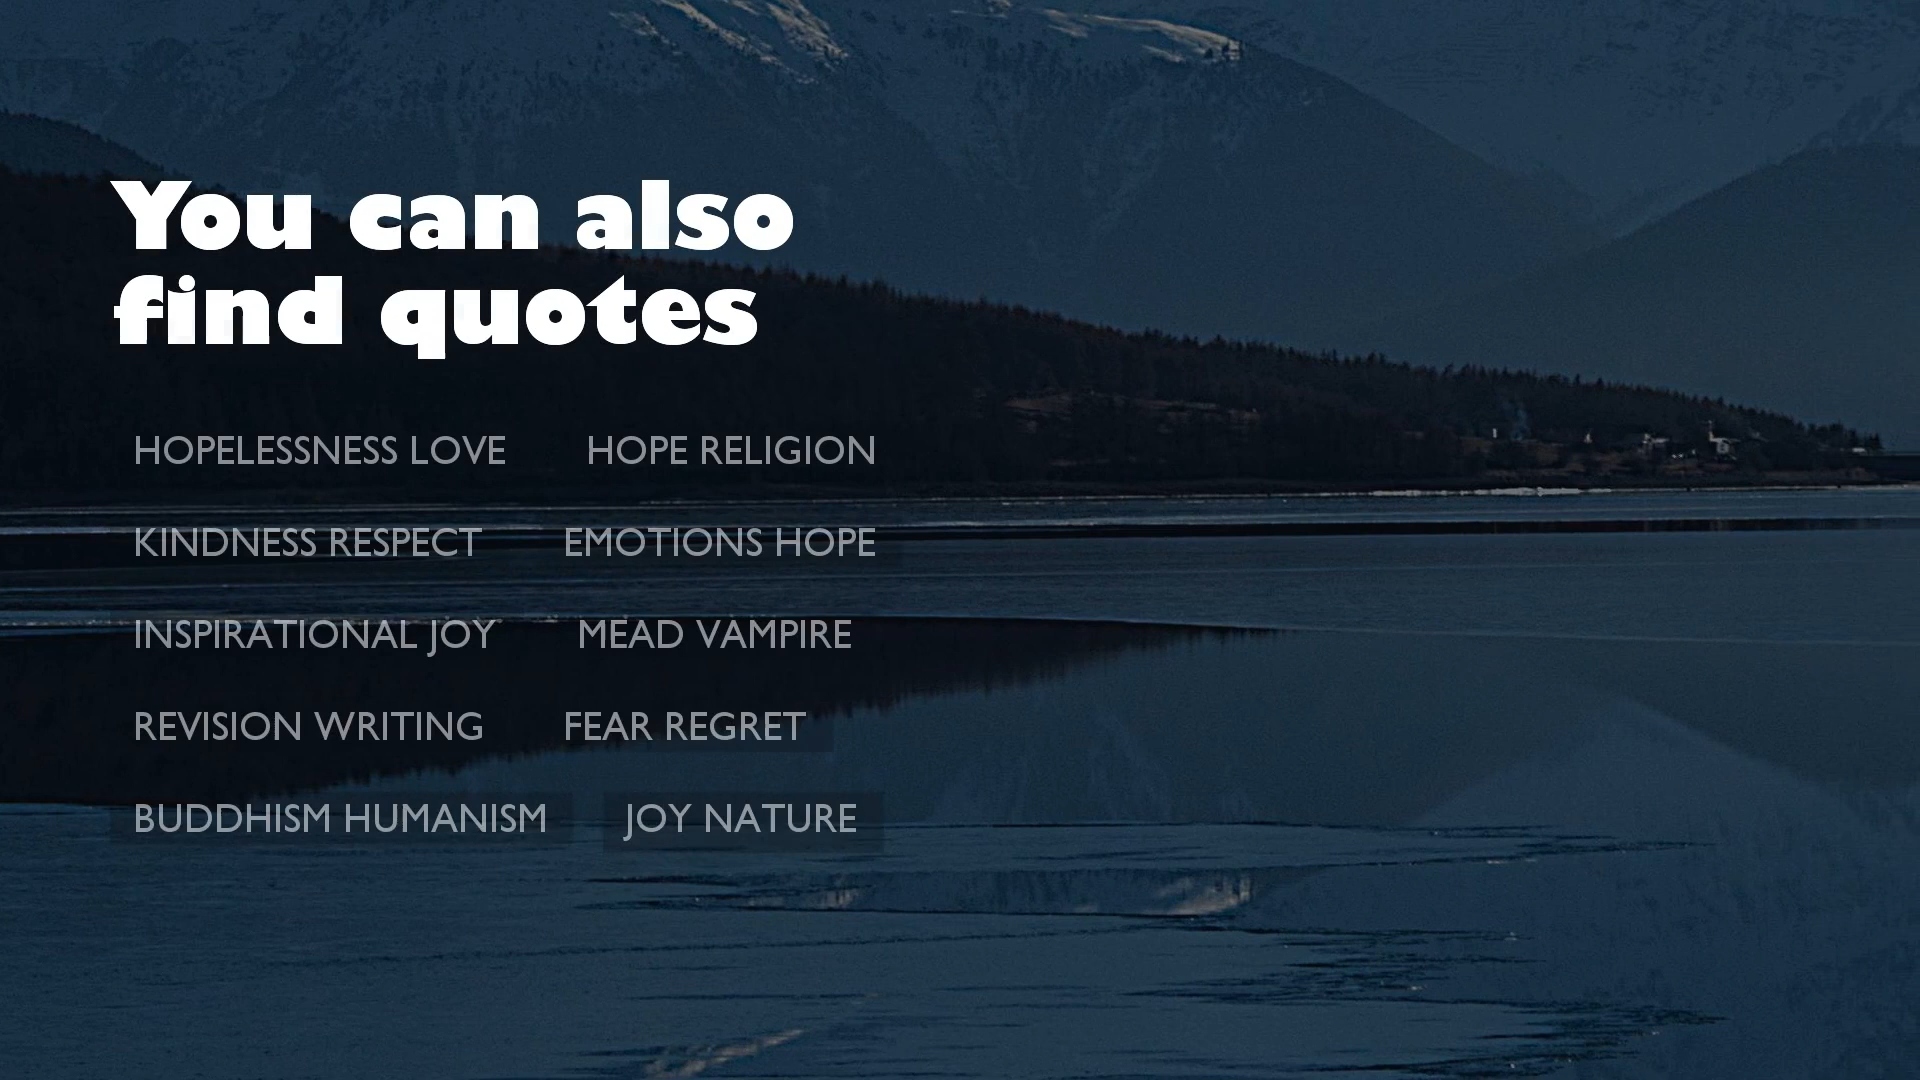 You can also
find quotes
HOPELESSNESS LOVE HOPE RELIGION
KINDNESS RESPECT EMOTIONS HOPE
INSPIRATIONAL JOY MEAD VAMPIRE
REVISION WRITING FEAR REGRET
BUDDHISM HUMANISM JOY NATURE